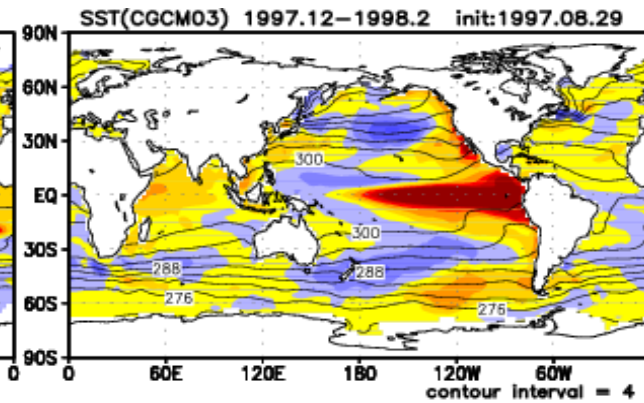 SST(CGCM03) 1997.12−1998.2 init:1997.08.29
90N
60N
30N
300
EQ
300
30S
288
288
276
276
60S
90S
0 0 60E 120E 180 120W 60W
contour interval = 4